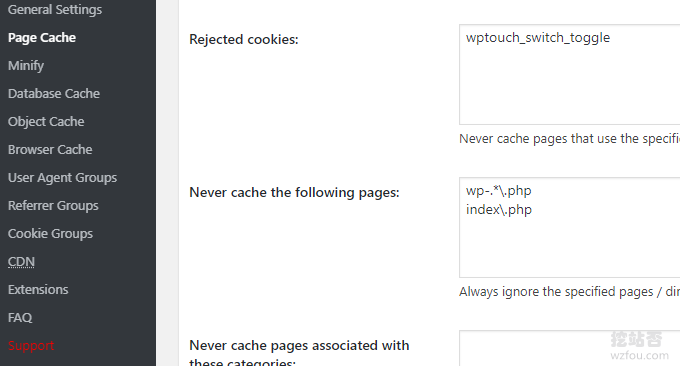 General Settings
Page Cache
Minify
Database Cache
Object Cache
Browser Cache
User Agent Groups
Referrer Groups
Cookie Groups
CDN
Extensions
FAQ
Support
Rejected cookies:
wptouch_switch_toggle
Never cache pages that use the specifi
Never cache the following pages:
wp-.*\.php
index\.php
Always ignore the specified pages / dir
Never cache pages associated with
these categories:
挖站否
wzfou.com